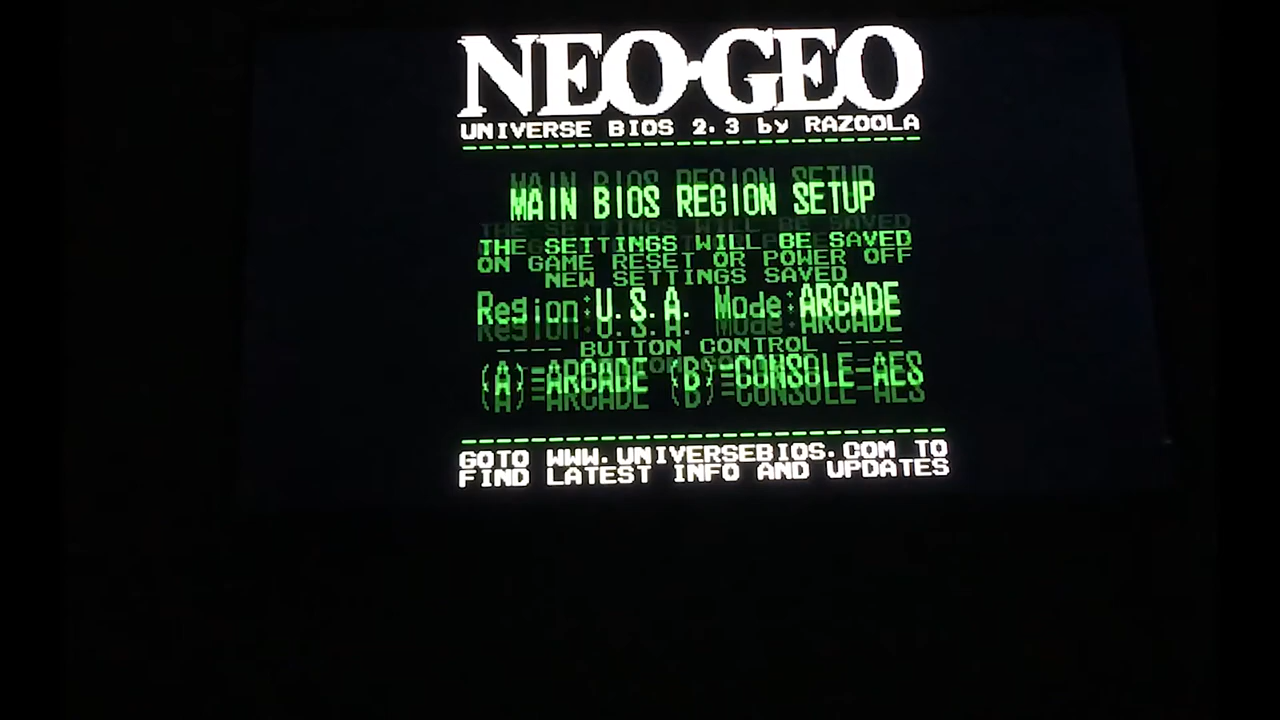 NEO·GEO
UNIVERSE BIOS 2.3 by RAZOOLA
MAIN BIOS REGION SETUP
THE SETTINGS WILL BE SAVED
ON GAME RESET OR POWER OFF
NEW SETTINGS SAVED
Region:U.S.A. Mode:ARCADE
---- BUTTON CONTROL ----
(A)=ARCADE (B)=CONSOLE-AES
GOTO WWW.UNIVERSEBIOS.COM TO
FIND LATEST INFO AND UPDATES